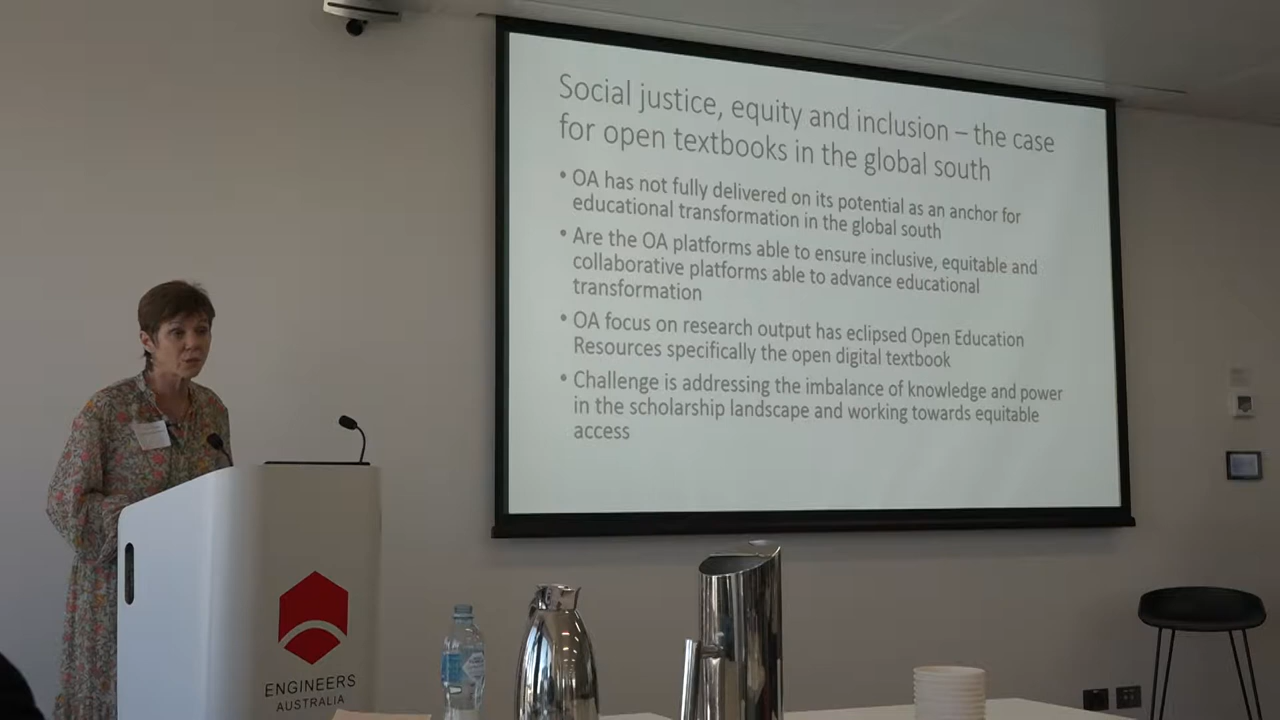 Social justice, equity and inclusion – the case
for open textbooks in the global south
• OA has not fully delivered on its potential as an anchor for
educational transformation in the global south
• Are the OA platforms able to ensure inclusive, equitable and
collaborative platforms able to advance educational
transformation
• OA focus on research output has eclipsed Open Education
Resources specifically the open digital textbook
• Challenge is addressing the imbalance of knowledge and power
in the scholarship landscape and working towards equitable
access
ENGINEERS
AUSTRALIA